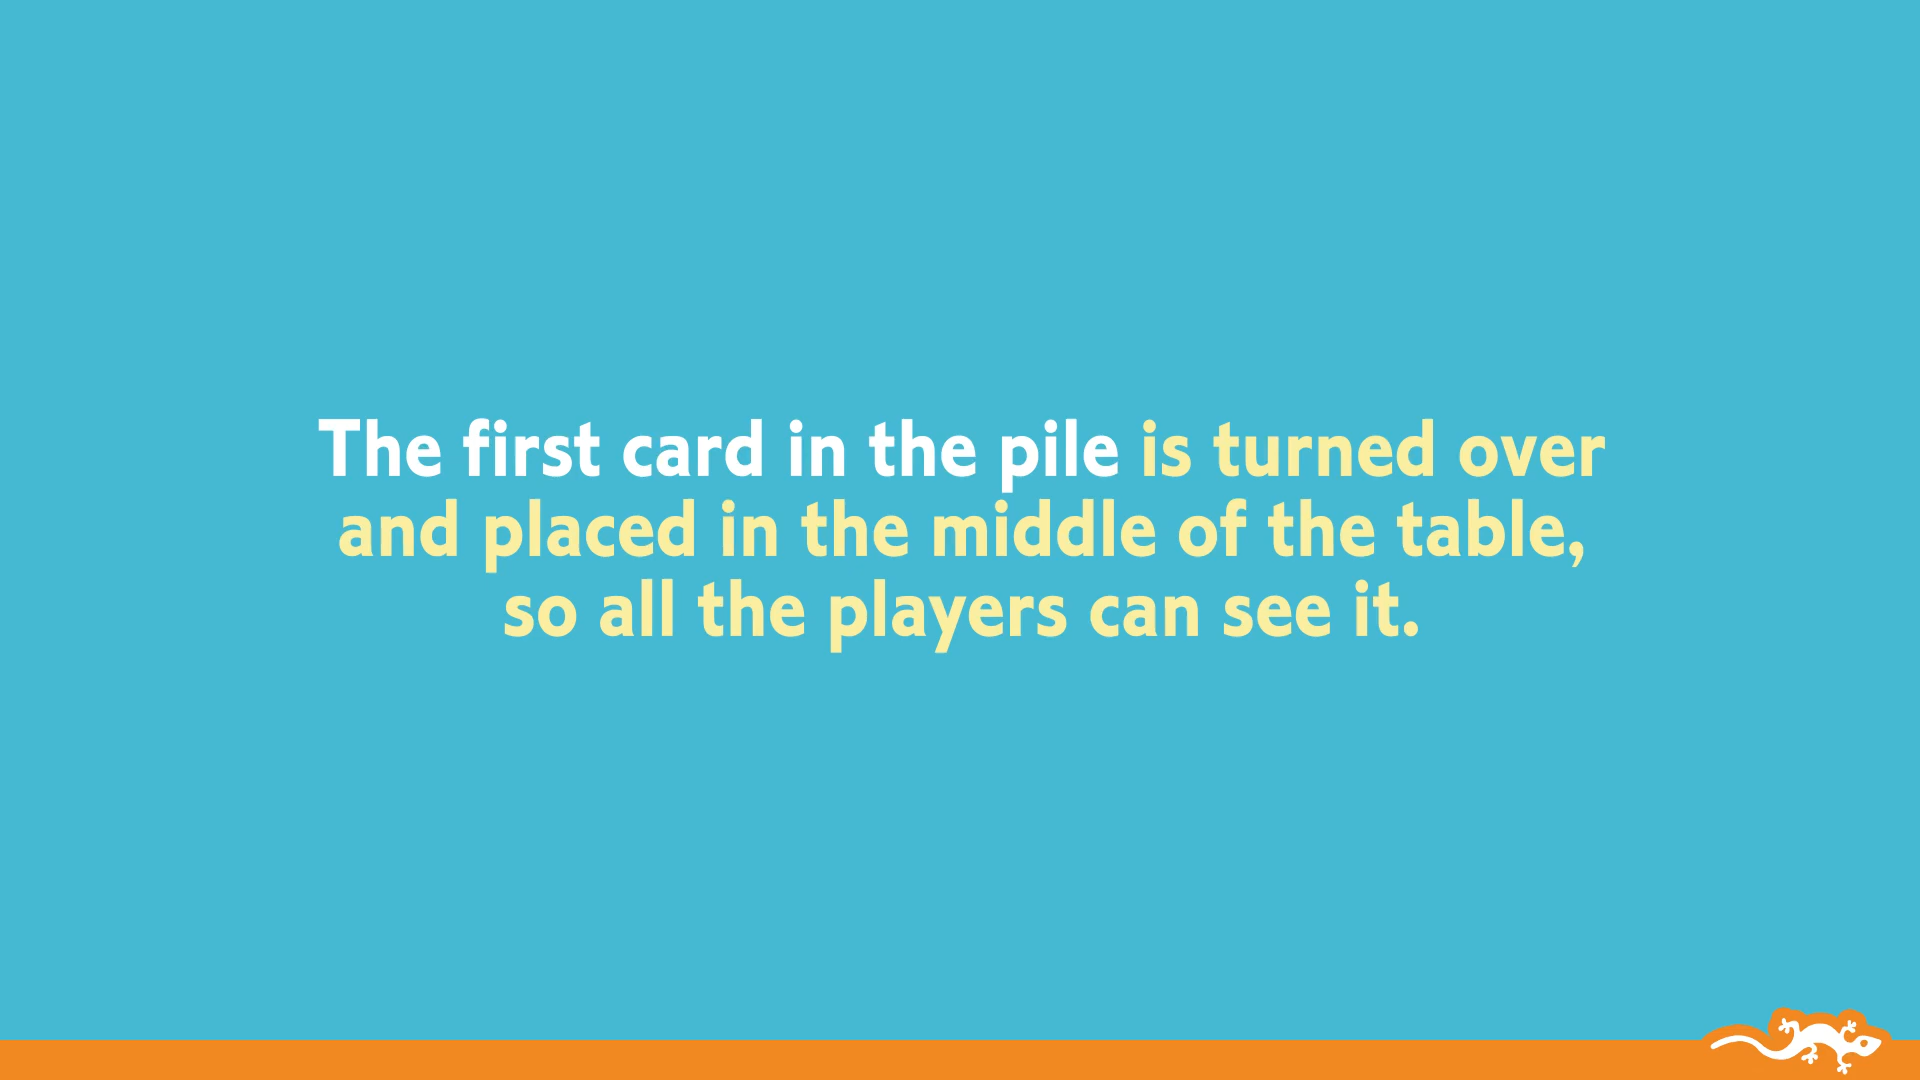 The first card in the pile is turned over
and placed in the middle of the table,
so all the players can see it.